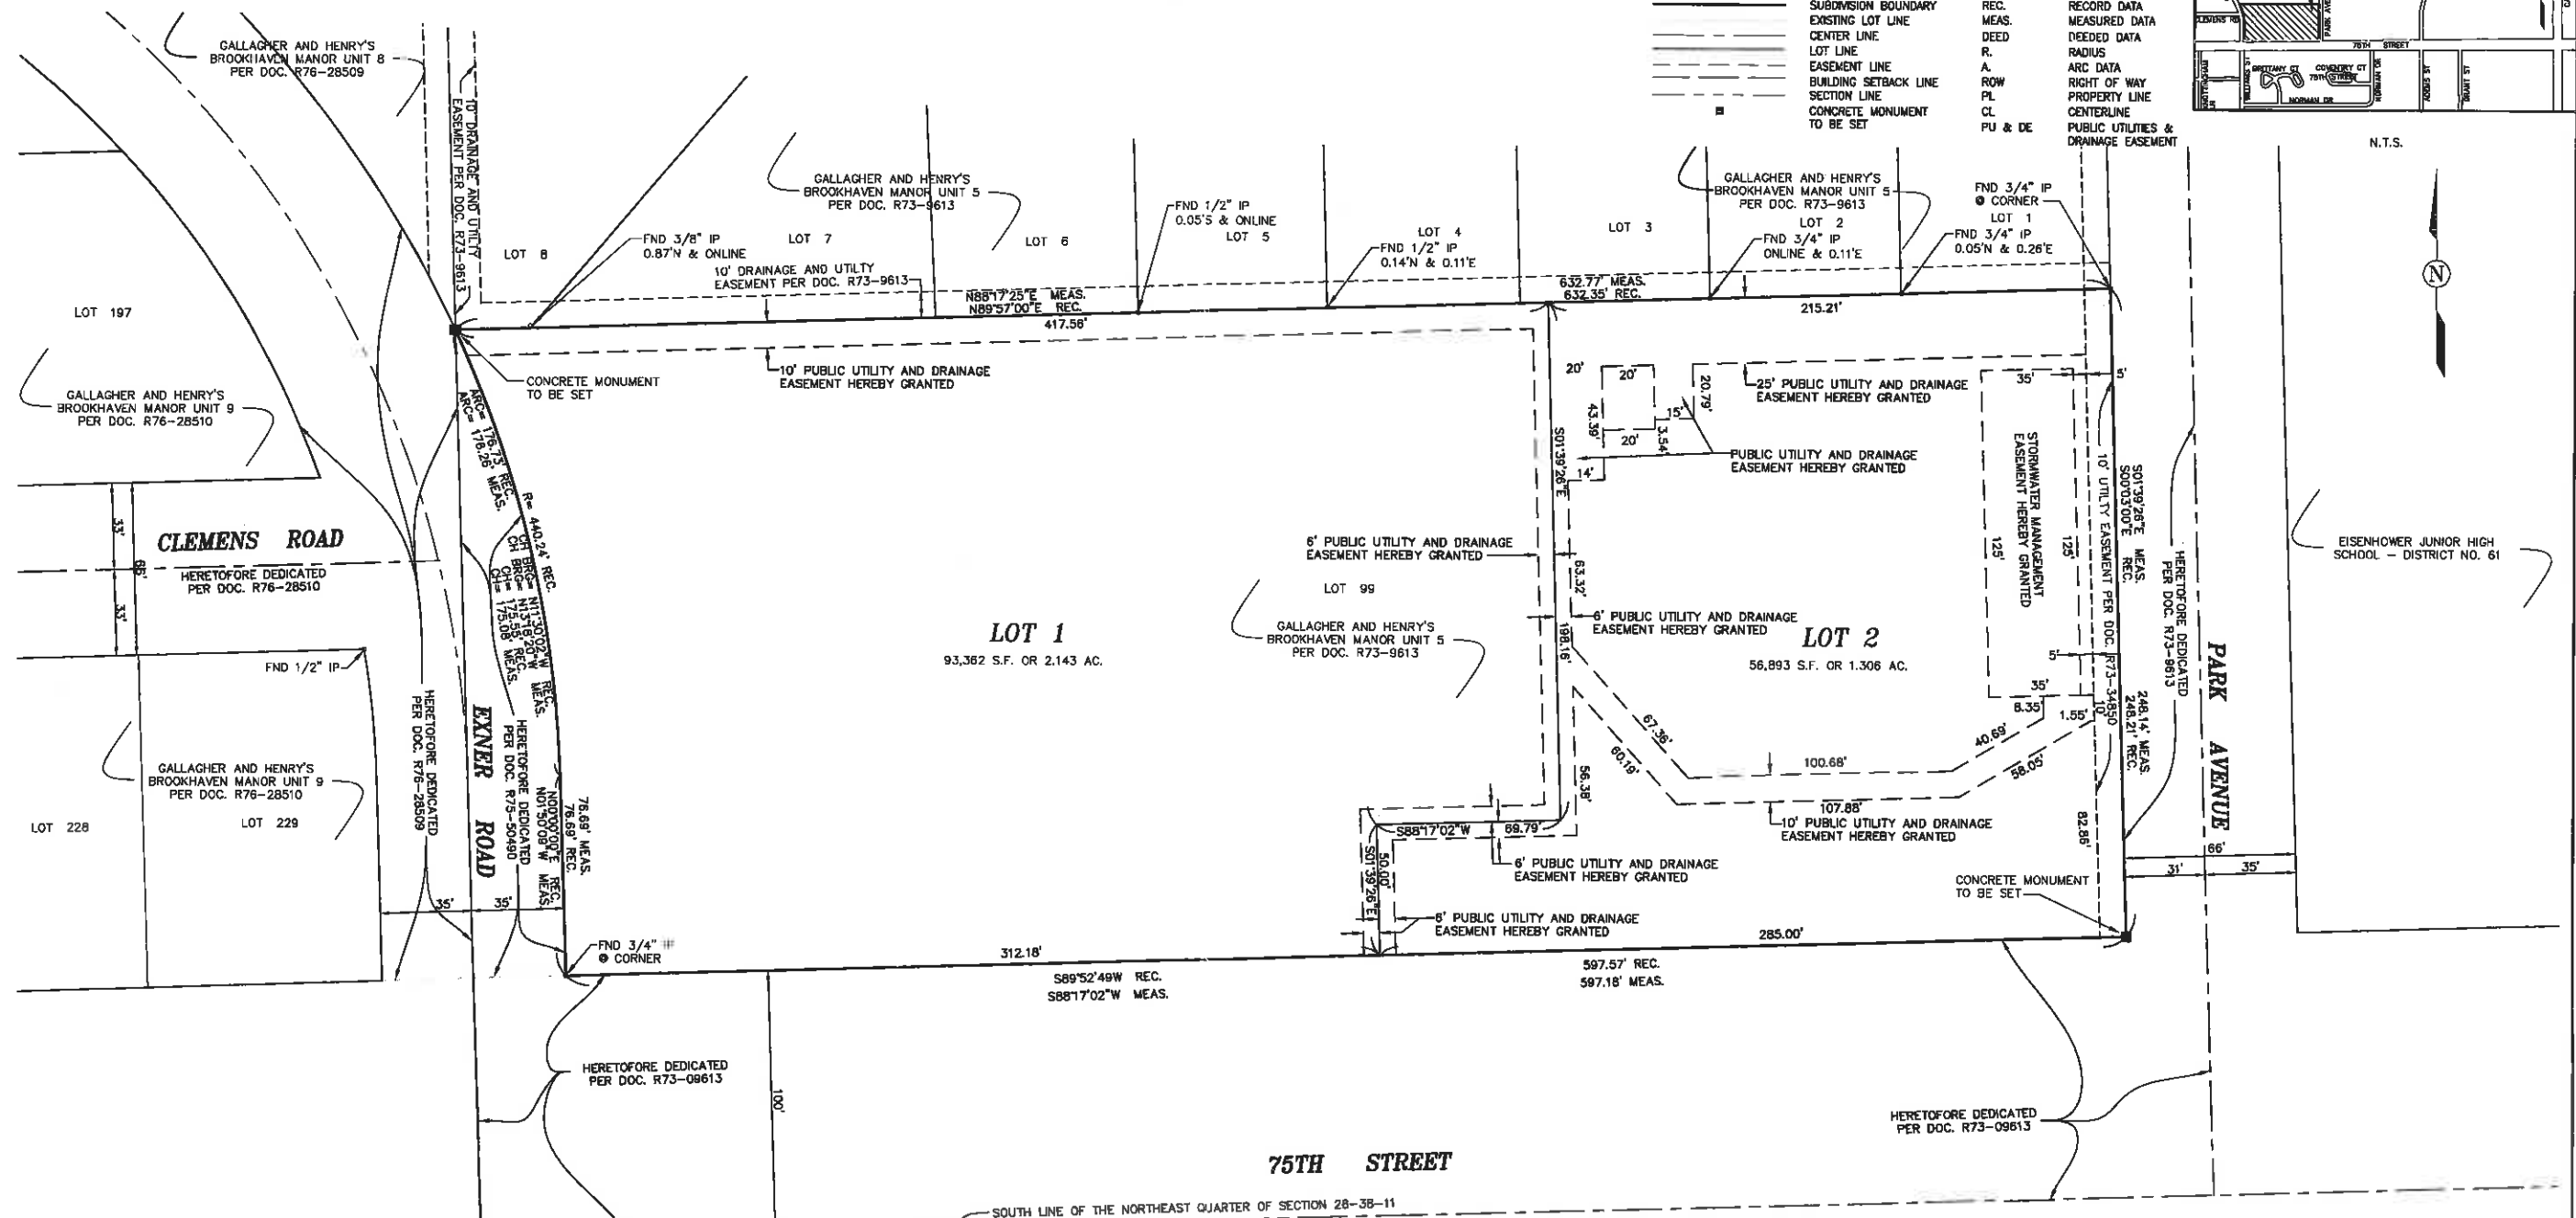 SUBDIVISION BOUNDARY
EXISTING LOT LINE
CENTER LINE
LOT LINE
EASEMENT LINE
BUILDING SETBACK LINE
SECTION LINE
CONCRETE MONUMENT
TO BE SET
REC. RECORD DATA
MEAS. MEASURED DATA
DEED DEEDED DATA
R. RADIUS
A. ARC DATA
ROW RIGHT OF WAY
PL PROPERTY LINE
CL CENTERLINE
PU & DE PUBLIC UTILITIES &
DRAINAGE EASEMENT
CLEMENS RD
PARK AVE
75TH STREET
BRITTANY CT
COVENTRY CT
75TH STREET
NORMAN DR
NORMAN DR
WILLIAMS ST
ADAMS ST
GRANT ST
N.T.S.
N
GALLAGHER AND HENRY'S
BROOKHAVEN MANOR UNIT 8
PER DOC. R76-28509
10' DRAINAGE AND UTILITY
EASEMENT PER DOC. R73-9613
GALLAGHER AND HENRY'S
BROOKHAVEN MANOR UNIT 5
PER DOC. R73-9613
GALLAGHER AND HENRY'S
BROOKHAVEN MANOR UNIT 5
PER DOC. R73-9613
FND 3/4" IP
@ CORNER
LOT 1
FND 3/4" IP
0.05'N & 0.26'E
LOT 2
FND 3/4" IP
ONLINE & 0.11'E
LOT 3
LOT 4
FND 1/2" IP
0.14'N & 0.11'E
FND 1/2" IP
0.05'S & ONLINE
LOT 5
LOT 6
LOT 7
FND 3/8" IP
0.87'N & ONLINE
LOT 8
10' DRAINAGE AND UTILTY
EASEMENT PER DOC. R73-9613
N88°17'25"E MEAS.
N89°57'00"E REC.
417.56'
632.77' MEAS.
632.35' REC.
215.21'
LOT 197
GALLAGHER AND HENRY'S
BROOKHAVEN MANOR UNIT 9
PER DOC. R76-28510
CONCRETE MONUMENT
TO BE SET
10' PUBLIC UTILITY AND DRAINAGE
EASEMENT HEREBY GRANTED
ARC= 176.73' REC.
ARC= 178.26' MEAS.
R= 440.24' REC.
CH BRG= N11°30'02"W REC.
CH BRG= N13°18'20"W MEAS.
CH= 175.55' REC.
CH= 175.08' MEAS.
20'
20'
43.39'
20'
15'
3.54'
20.79'
14'
25' PUBLIC UTILITY AND DRAINAGE
EASEMENT HEREBY GRANTED
PUBLIC UTILITY AND DRAINAGE
EASEMENT HEREBY GRANTED
35'
5'
STORMWATER MANAGEMENT
EASEMENT HEREBY GRANTED
125'
125'
10' UTILITY EASEMENT PER DOC. R73-34850
S01°39'26"E MEAS.
S00°03'00"E REC.
HERETOFORE DEDICATED
PER DOC. R73-9613
EISENHOWER JUNIOR HIGH
SCHOOL - DISTRICT NO. 61
CLEMENS ROAD
HERETOFORE DEDICATED
PER DOC. R76-28510
33'
66'
33'
FND 1/2" IP
S01°39'26"E
63.32'
198.16'
6' PUBLIC UTILITY AND DRAINAGE
EASEMENT HEREBY GRANTED
LOT 99
GALLAGHER AND HENRY'S
BROOKHAVEN MANOR UNIT 5
PER DOC. R73-9613
6' PUBLIC UTILITY AND DRAINAGE
EASEMENT HEREBY GRANTED
LOT 1
93,362 S.F. OR 2.143 AC.
LOT 2
56,893 S.F. OR 1.306 AC.
5'
35'
8.35'
1.55'
10'
248.14' MEAS.
248.21' REC.
PARK AVENUE
67.36'
60.19'
40.69'
58.05'
100.68'
107.88'
56.38'
82.86'
10' PUBLIC UTILITY AND DRAINAGE
EASEMENT HEREBY GRANTED
GALLAGHER AND HENRY'S
BROOKHAVEN MANOR UNIT 9
PER DOC. R76-28510
LOT 228
LOT 229
HERETOFORE DEDICATED
PER DOC. R76-28509
EXNER ROAD
HERETOFORE DEDICATED
PER DOC. R75-50490
N00°00'00"E REC.
N01°50'09"W MEAS.
76.69' MEAS.
76.69' REC.
35'
35'
S88°17'02"W
69.79'
S01°39'26"E
50.00'
6' PUBLIC UTILITY AND DRAINAGE
EASEMENT HEREBY GRANTED
6' PUBLIC UTILITY AND DRAINAGE
EASEMENT HEREBY GRANTED
66'
31'
35'
CONCRETE MONUMENT
TO BE SET
FND 3/4"
@ CORNER
312.18'
285.00'
S89°52'49W REC.
S88°17'02"W MEAS.
597.57' REC.
597.18' MEAS.
HERETOFORE DEDICATED
PER DOC. R73-09613
100'
HERETOFORE DEDICATED
PER DOC. R73-09613
75TH STREET
SOUTH LINE OF THE NORTHEAST QUARTER OF SECTION 28-38-11